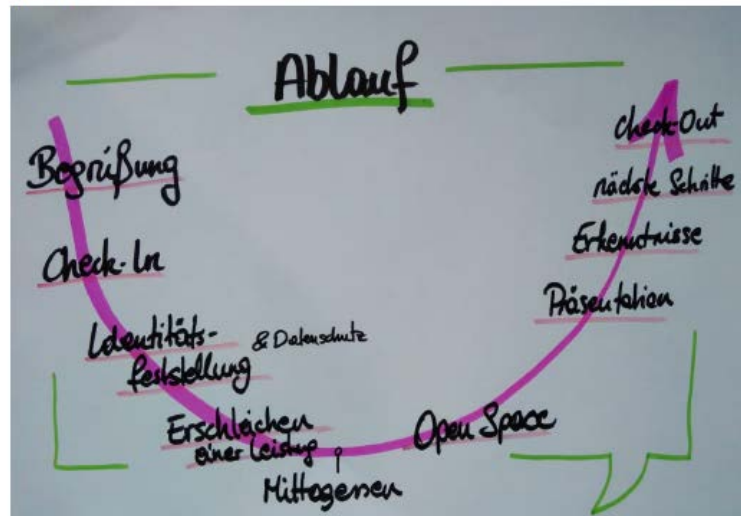 Ablauf
Begrüßung
Check-In
Identitäts- & Datenschutz
feststellung
Erschleichen
einer Leistung
Mittagessen
Open Space
Präsentation
Erkenntnisse
nächste Schritte
Check-Out